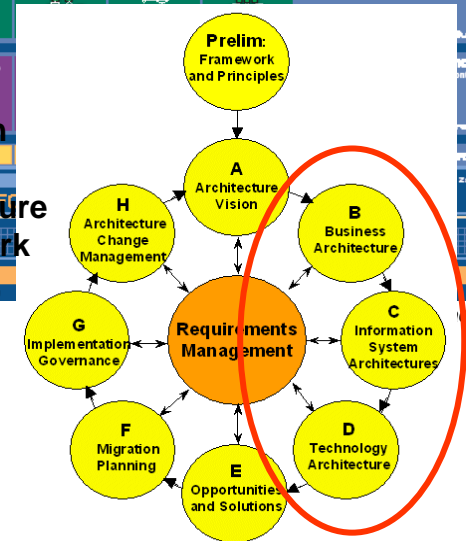 Prelim:
Framework
and Principles
A
Architecture
Vision
B
Business
Architecture
C
Information
System
Architectures
D
Technology
Architecture
E
Opportunities
and Solutions
F
Migration
Planning
G
Implementation
Governance
H
Architecture
Change
Management
Requirements
Management